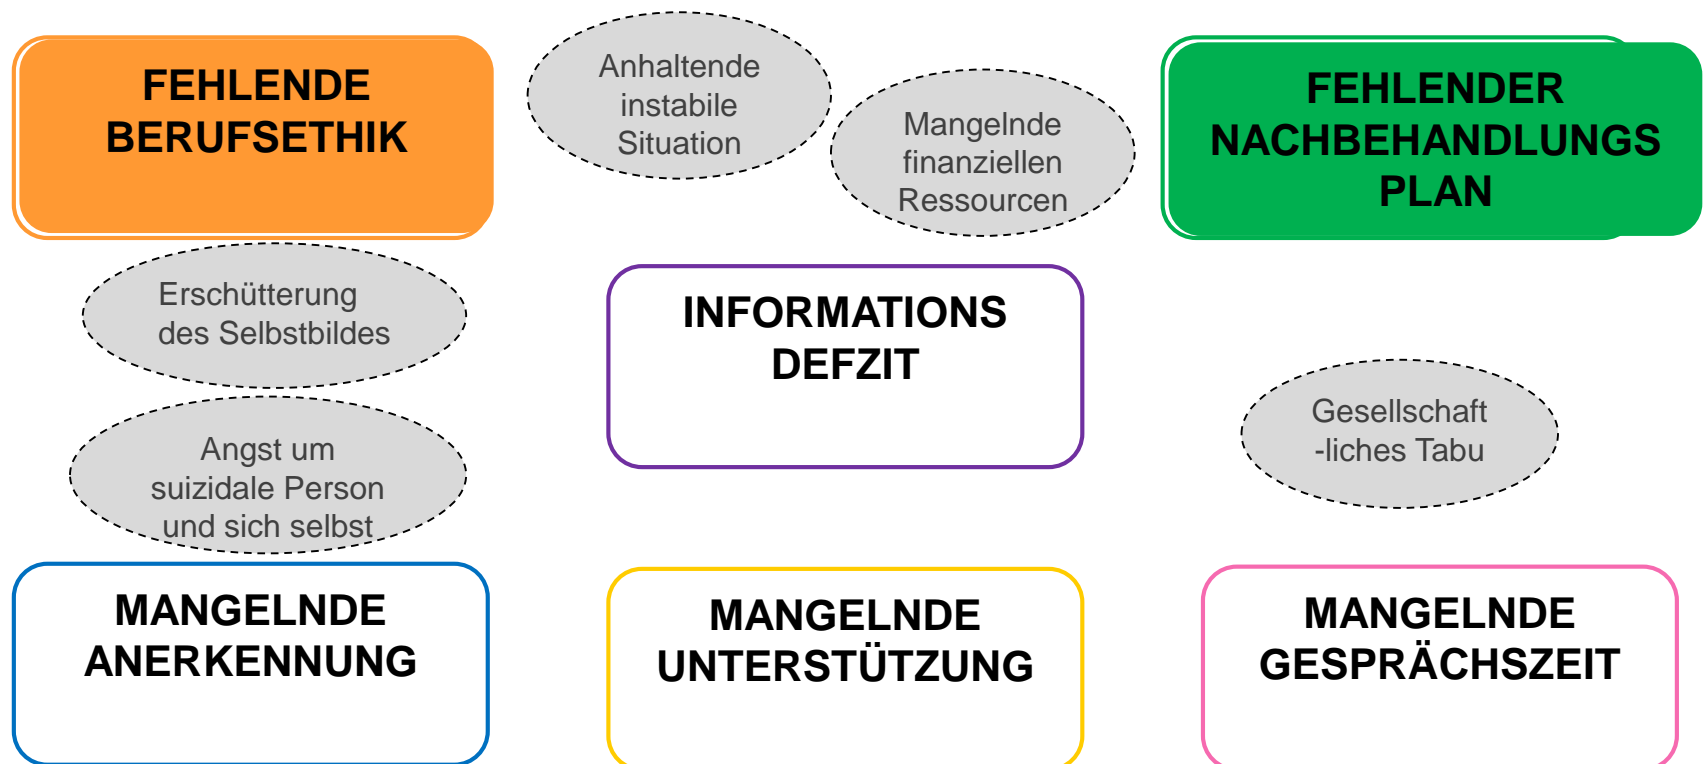 FEHLENDE
BERUFSETHIK
Anhaltende
instabile
Situation
Mangelnde
finanziellen
Ressourcen
FEHLENDER
NACHBEHANDLUNGS
PLAN
Erschütterung
des Selbstbildes
INFORMATIONS
DEFZIT
Angst um
suizidale Person
und sich selbst
Gesellschaft
-liches Tabu
MANGELNDE
ANERKENNUNG
MANGELNDE
UNTERSTÜTZUNG
MANGELNDE
GESPRÄCHSZEIT